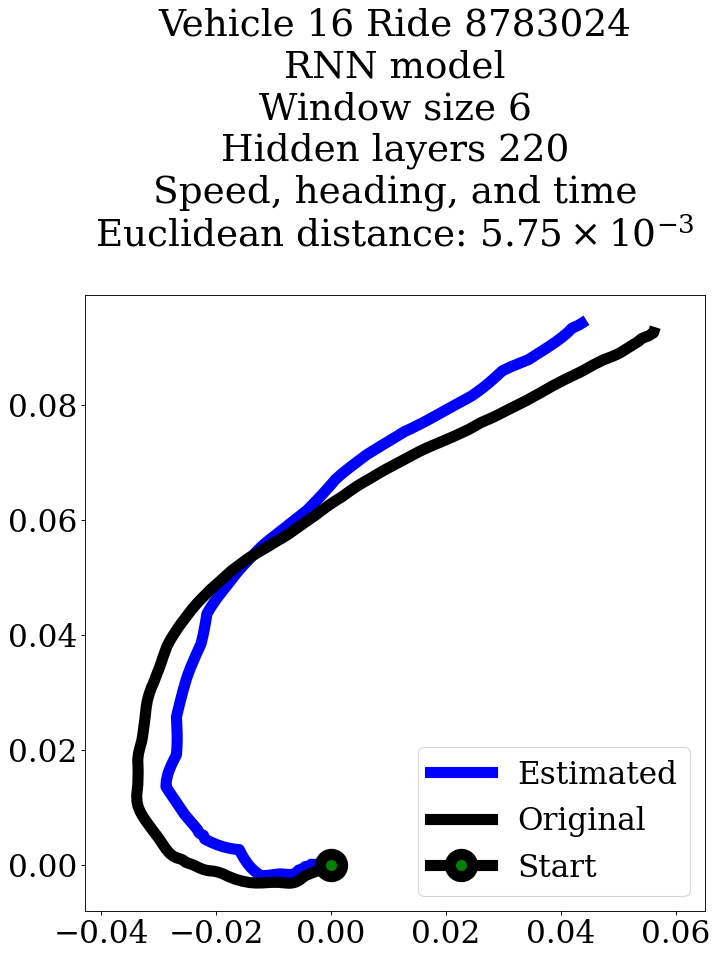 Vehicle 16 Ride 8783024
RNN model
Window size 6
Hidden layers 220
Speed, heading, and time
Euclidean distance: 5.75 × 10⁻³
0.08
0.06
0.04
0.02
0.00
Estimated
Original
Start
−0.04 −0.02 0.00 0.02 0.04 0.06